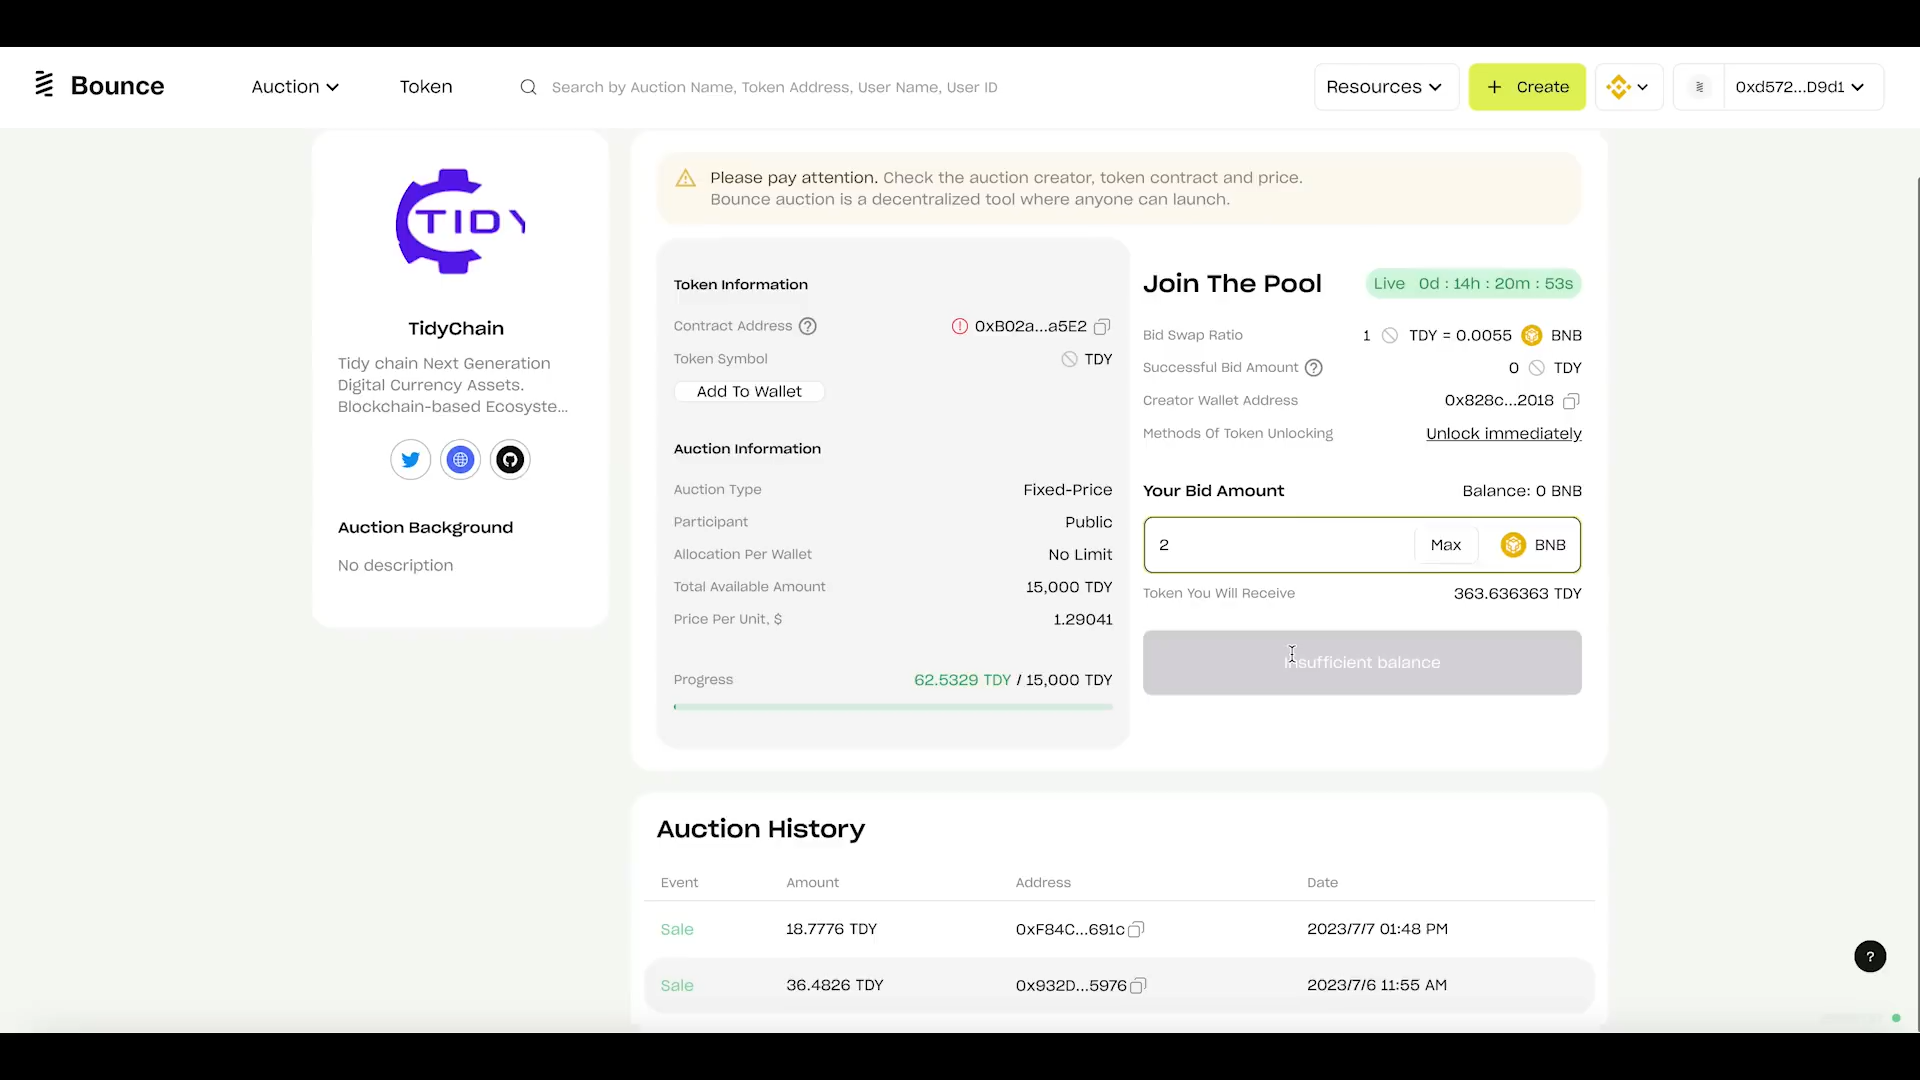 Bounce
Auction
Token
Search by Auction Name, Token Address, User Name, User ID
Resources
+ Create
0xd572...D9d1
TIDY
TidyChain
Tidy chain Next Generation
Digital Currency Assets.
Blockchain-based Ecosyste...
Auction Background
No description
Please pay attention. Check the auction creator, token contract and price.
Bounce auction is a decentralized tool where anyone can launch.
Token Information
Contract Address ? ! 0xB02a...a5E2
Token Symbol TDY
Add To Wallet
Auction Information
Auction Type Fixed-Price
Participant Public
Allocation Per Wallet No Limit
Total Available Amount 15,000 TDY
Price Per Unit, $ 1.29041
Progress 62.5329 TDY / 15,000 TDY
Join The Pool Live 0d : 14h : 20m : 53s
Bid Swap Ratio 1 TDY = 0.0055 BNB
Successful Bid Amount ? 0 TDY
Creator Wallet Address 0x828c...2018
Methods Of Token Unlocking Unlock immediately
Your Bid Amount Balance: 0 BNB
2 Max BNB
Token You Will Receive 363.636363 TDY
Insufficient balance
Auction History
Event Amount Address Date
Sale 18.7776 TDY 0xF84C...691c 2023/7/7 01:48 PM
Sale 36.4826 TDY 0x932D...5976 2023/7/6 11:55 AM
?